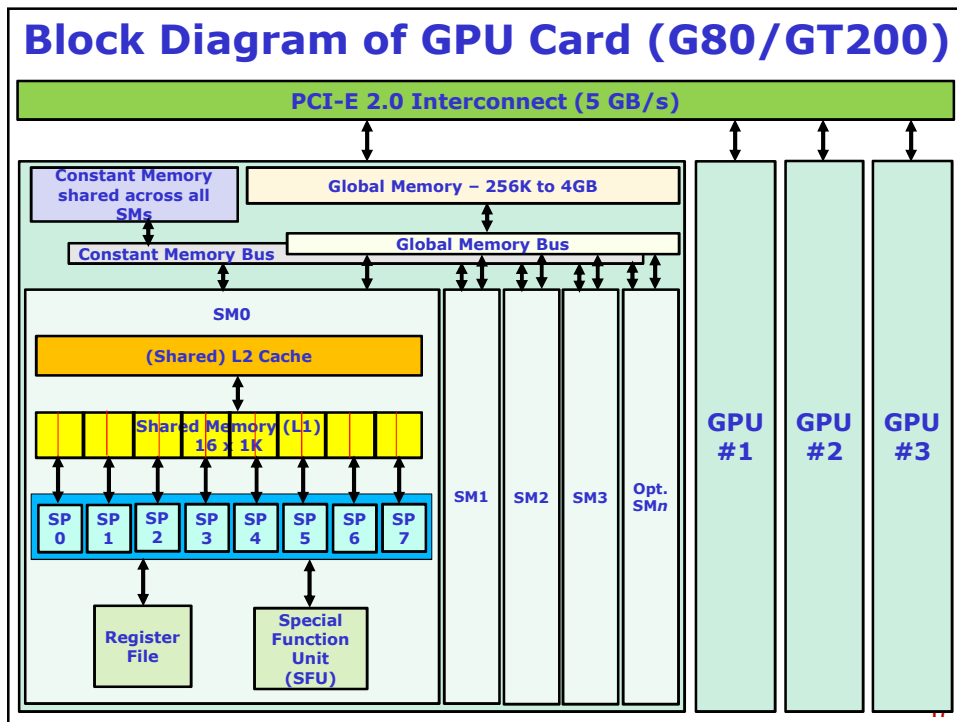 Block Diagram of GPU Card (G80/GT200)
PCI-E 2.0 Interconnect (5 GB/s)
Constant Memory
shared across all
SMs
Global Memory – 256K to 4GB
Global Memory Bus
Constant Memory Bus
SM0
(Shared) L2 Cache
Shared Memory (L1)
16 x 1K
SP
0
SP
1
SP
2
SP
3
SP
4
SP
5
SP
6
SP
7
Register
File
Special
Function
Unit
(SFU)
SM1
SM2
SM3
Opt.
SMn
GPU
#1
GPU
#2
GPU
#3